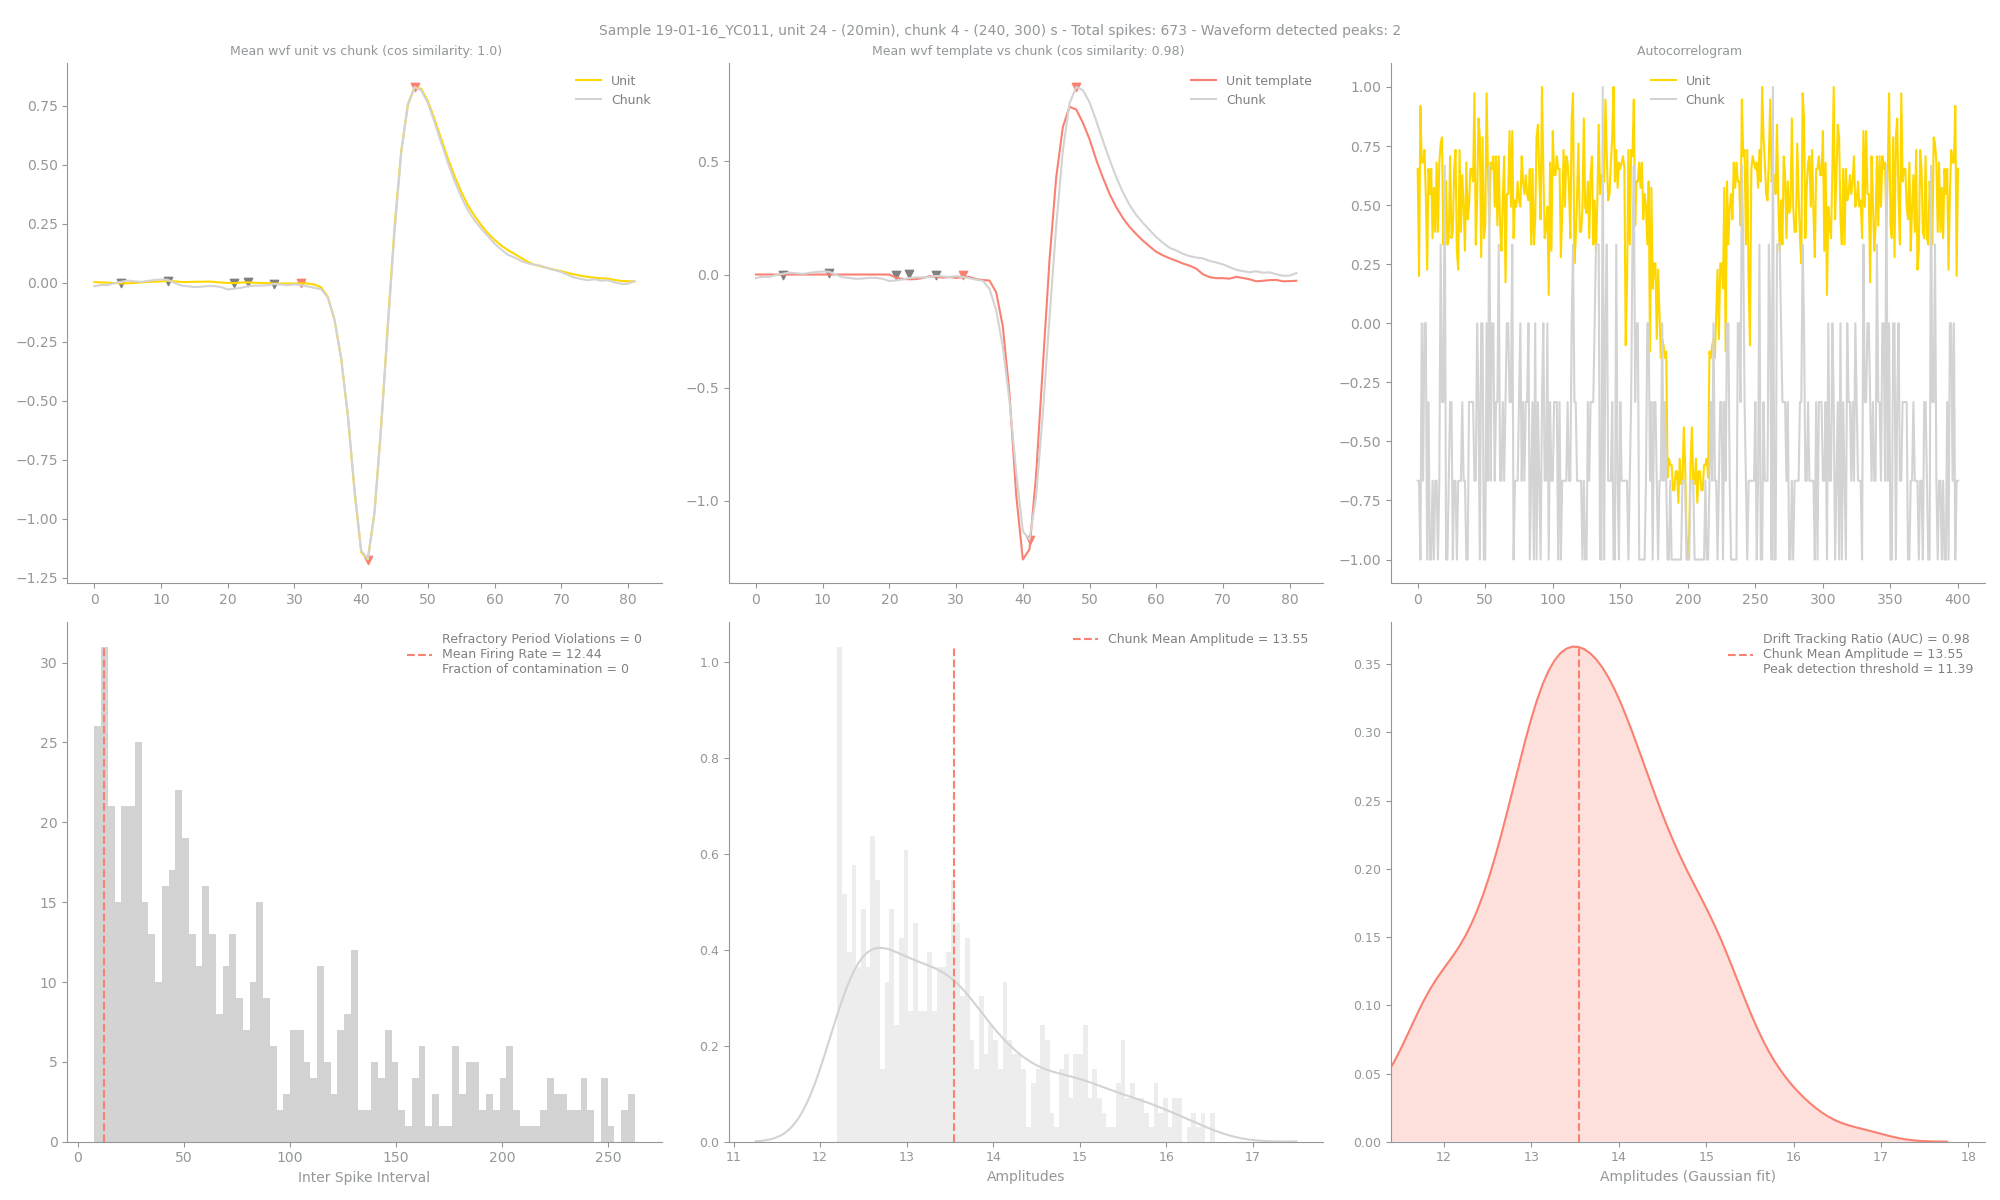 Sample 19-01-16_YC011, unit 24 - (20min), chunk 4 - (240, 300) s - Total spikes: 673 - Waveform detected peaks: 2
Mean wvf unit vs chunk (cos similarity: 1.0)
Unit
Chunk
0.75
0.50
0.25
0.00
−0.25
−0.50
−0.75
−1.00
−1.25
0 10 20 30 40 50 60 70 80
Mean wvf template vs chunk (cos similarity: 0.98)
Unit template
Chunk
0.5
0.0
−0.5
−1.0
0 10 20 30 40 50 60 70 80
Autocorrelogram
Unit
Chunk
1.00
0.75
0.50
0.25
0.00
−0.25
−0.50
−0.75
−1.00
0 50 100 150 200 250 300 350 400
Refractory Period Violations = 0
Mean Firing Rate = 12.44
Fraction of contamination = 0
30
25
20
15
10
5
0
0 50 100 150 200 250
Inter Spike Interval
Chunk Mean Amplitude = 13.55
1.0
0.8
0.6
0.4
0.2
0.0
11 12 13 14 15 16 17
Amplitudes
Drift Tracking Ratio (AUC) = 0.98
Chunk Mean Amplitude = 13.55
Peak detection threshold = 11.39
0.35
0.30
0.25
0.20
0.15
0.10
0.05
0.00
12 13 14 15 16 17 18
Amplitudes (Gaussian fit)